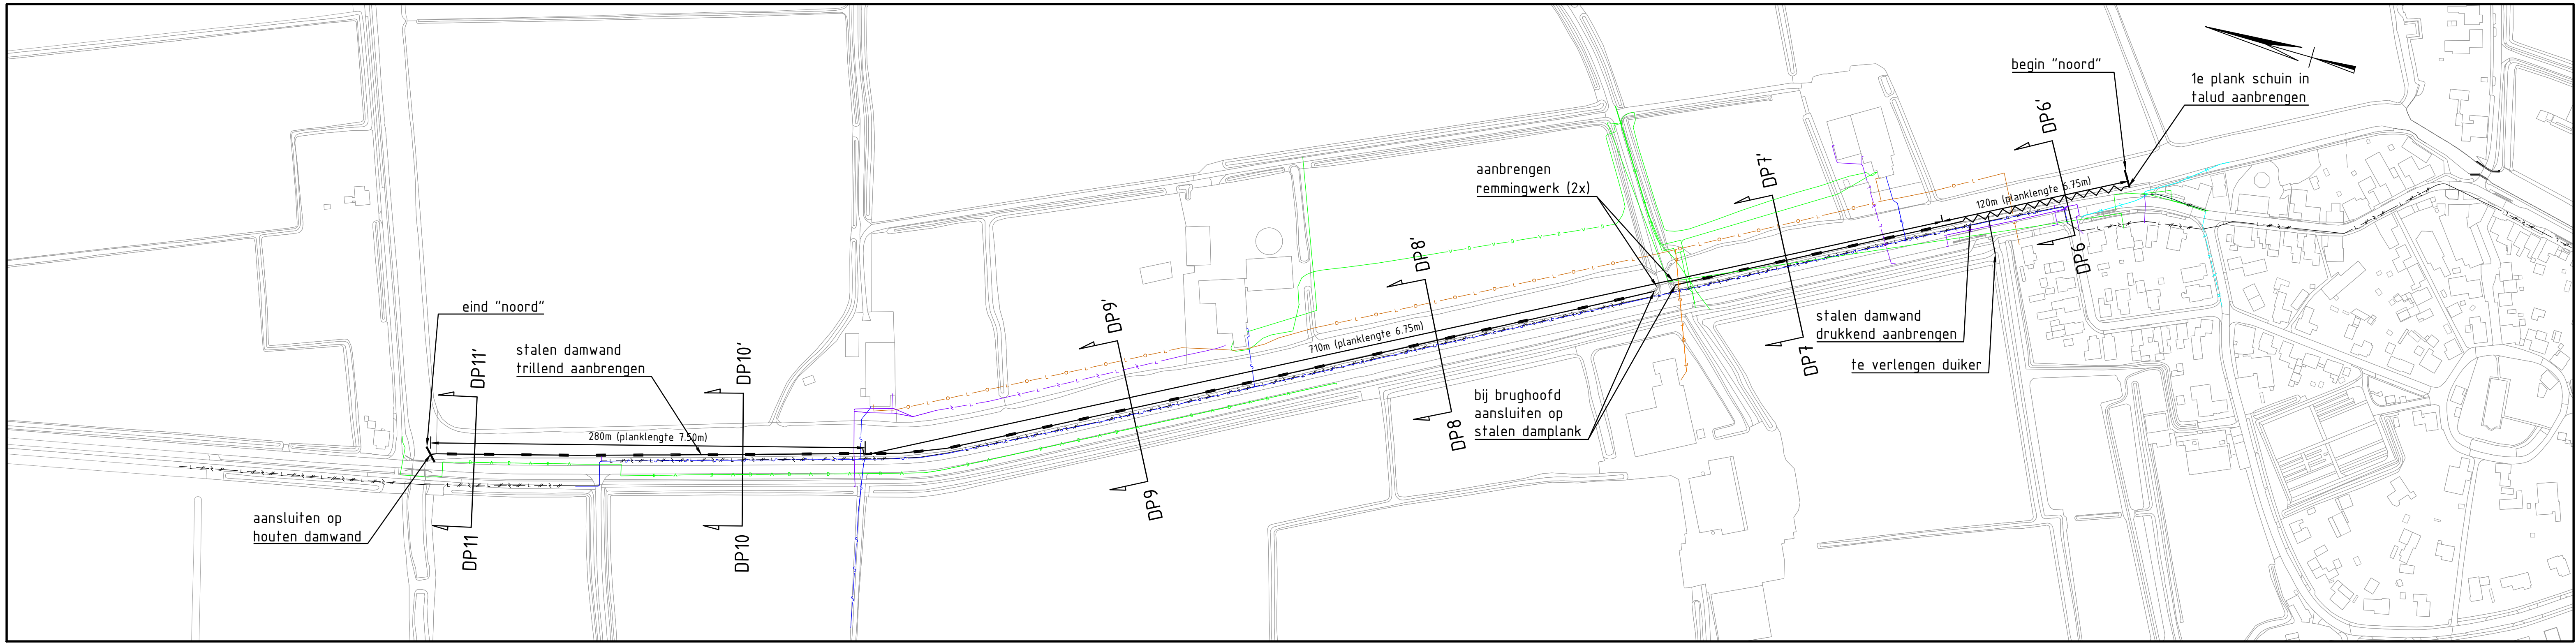 begin "noord"
1e plank schuin in
talud aanbrengen
DP6'
120m (planklengte 6.75m)
DP6
aanbrengen
remmingwerk (2x)
DP7'
DP7
stalen damwand
drukkend aanbrengen
te verlengen duiker
DP8'
710m (planklengte 6.75m)
DP8
bij brughoofd
aansluiten op
stalen damplank
DP9'
DP9
eind "noord"
stalen damwand
trillend aanbrengen
DP11'
DP10'
280m (planklengte 7.50m)
aansluiten op
houten damwand
DP11
DP10